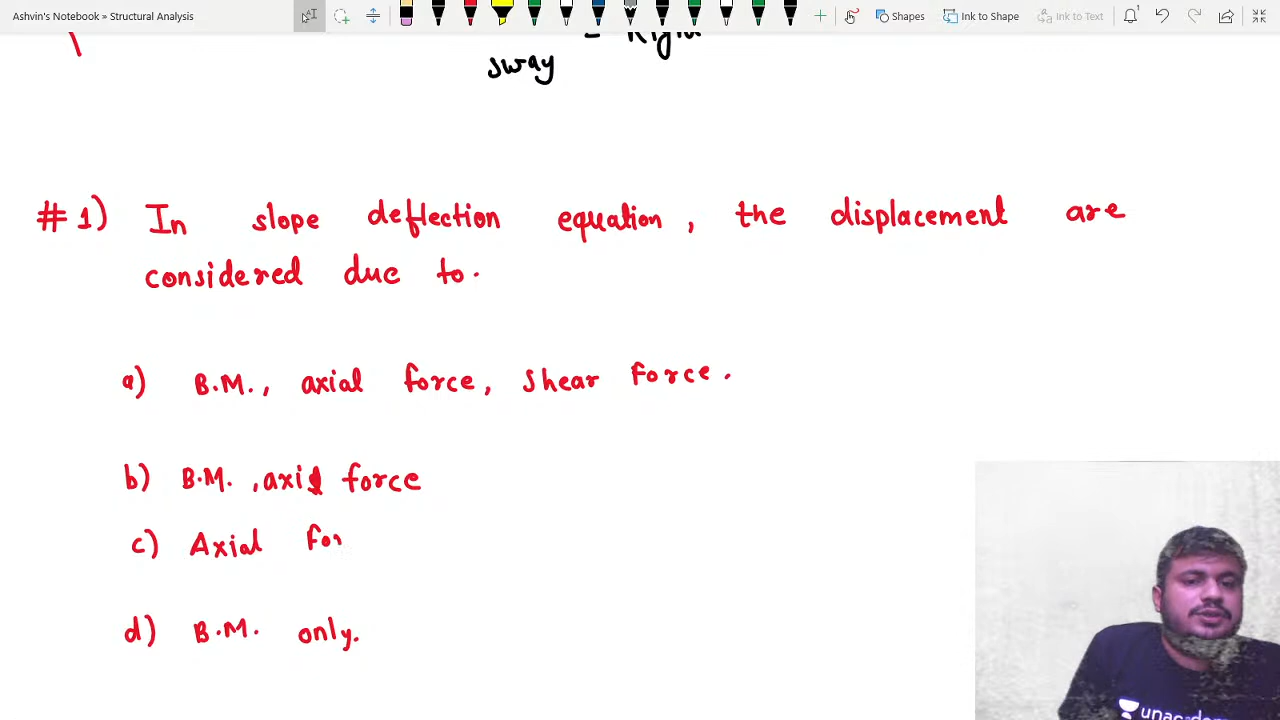 Ashvin's Notebook » Structural Analysis
Shapes
Ink to Shape
Ink to Text
sway
# 1) In slope deflection equation, the displacement are
considered due to.
a) B.M., axial force, shear force.
b) B.M., axial force
c) Axial For
d) B.M. only.